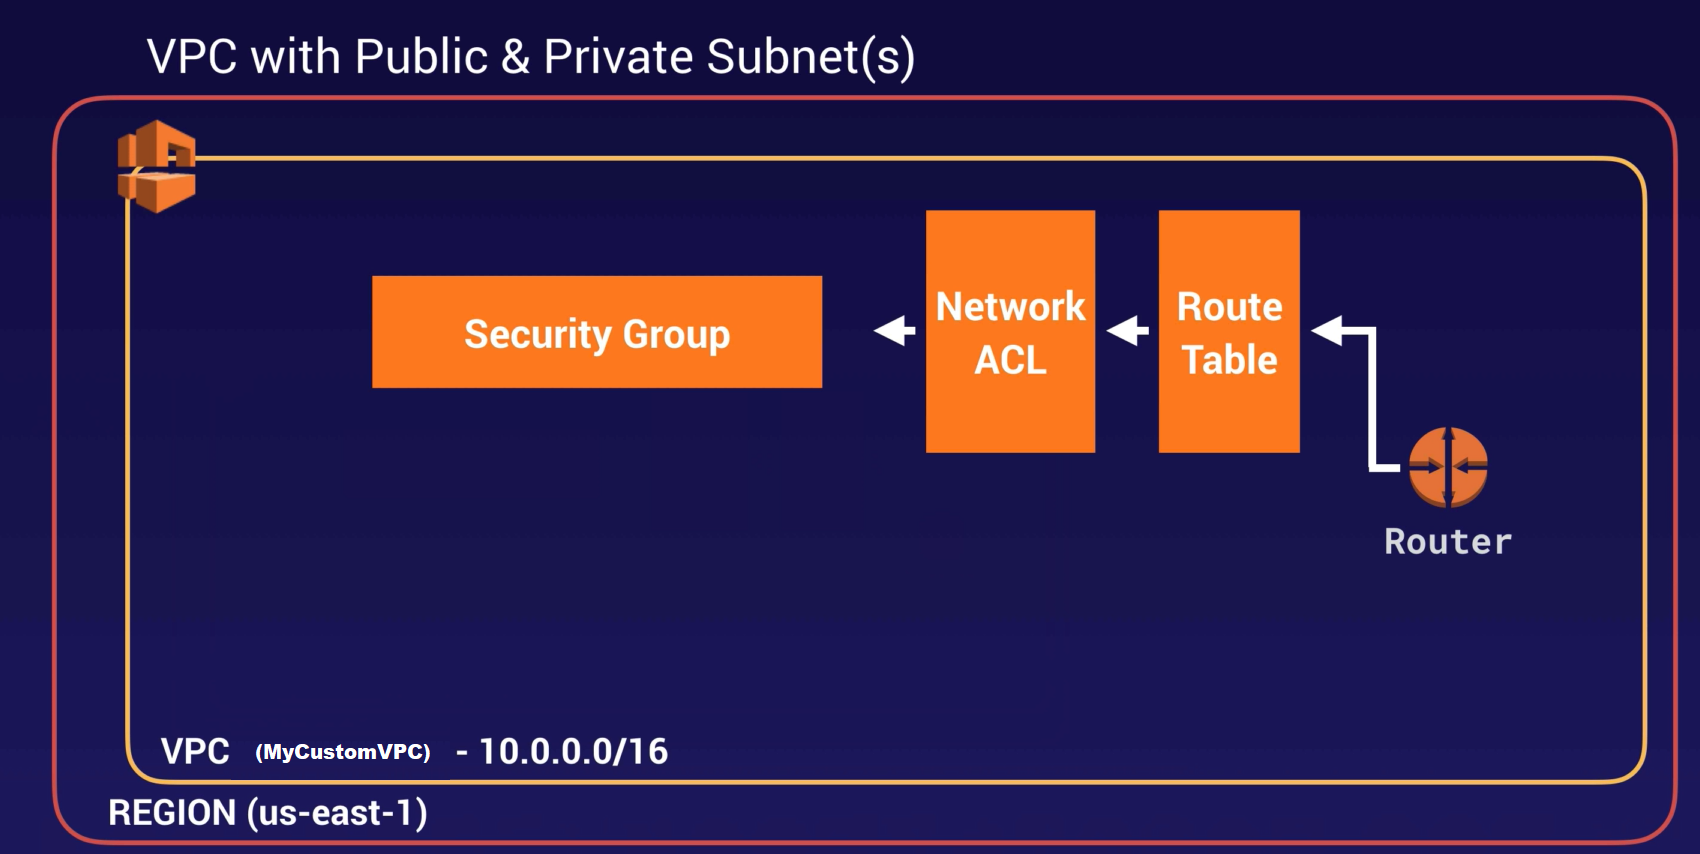 VPC with Public & Private Subnet(s)
Security Group
Network
ACL
Route
Table
Router
VPC (MyCustomVPC) - 10.0.0.0/16
REGION (us-east-1)